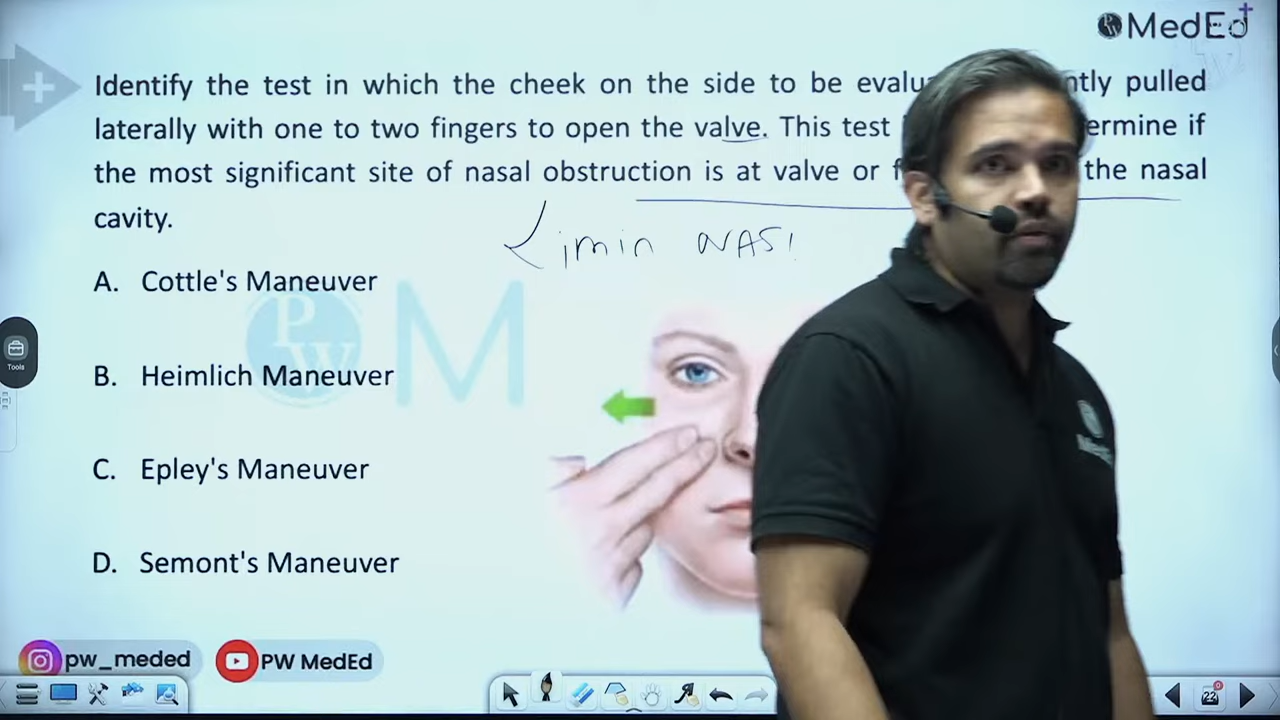 MedEd
Identify the test in which the cheek on the side to be evalu ntly pulled
laterally with one to two fingers to open the valve. This test ermine if
the most significant site of nasal obstruction is at valve or f the nasal
cavity.
Limin NASI
A. Cottle's Maneuver
PW M
B. Heimlich Maneuver
Tools
C. Epley's Maneuver
D. Semont's Maneuver
pw_meded PW MedEd
22